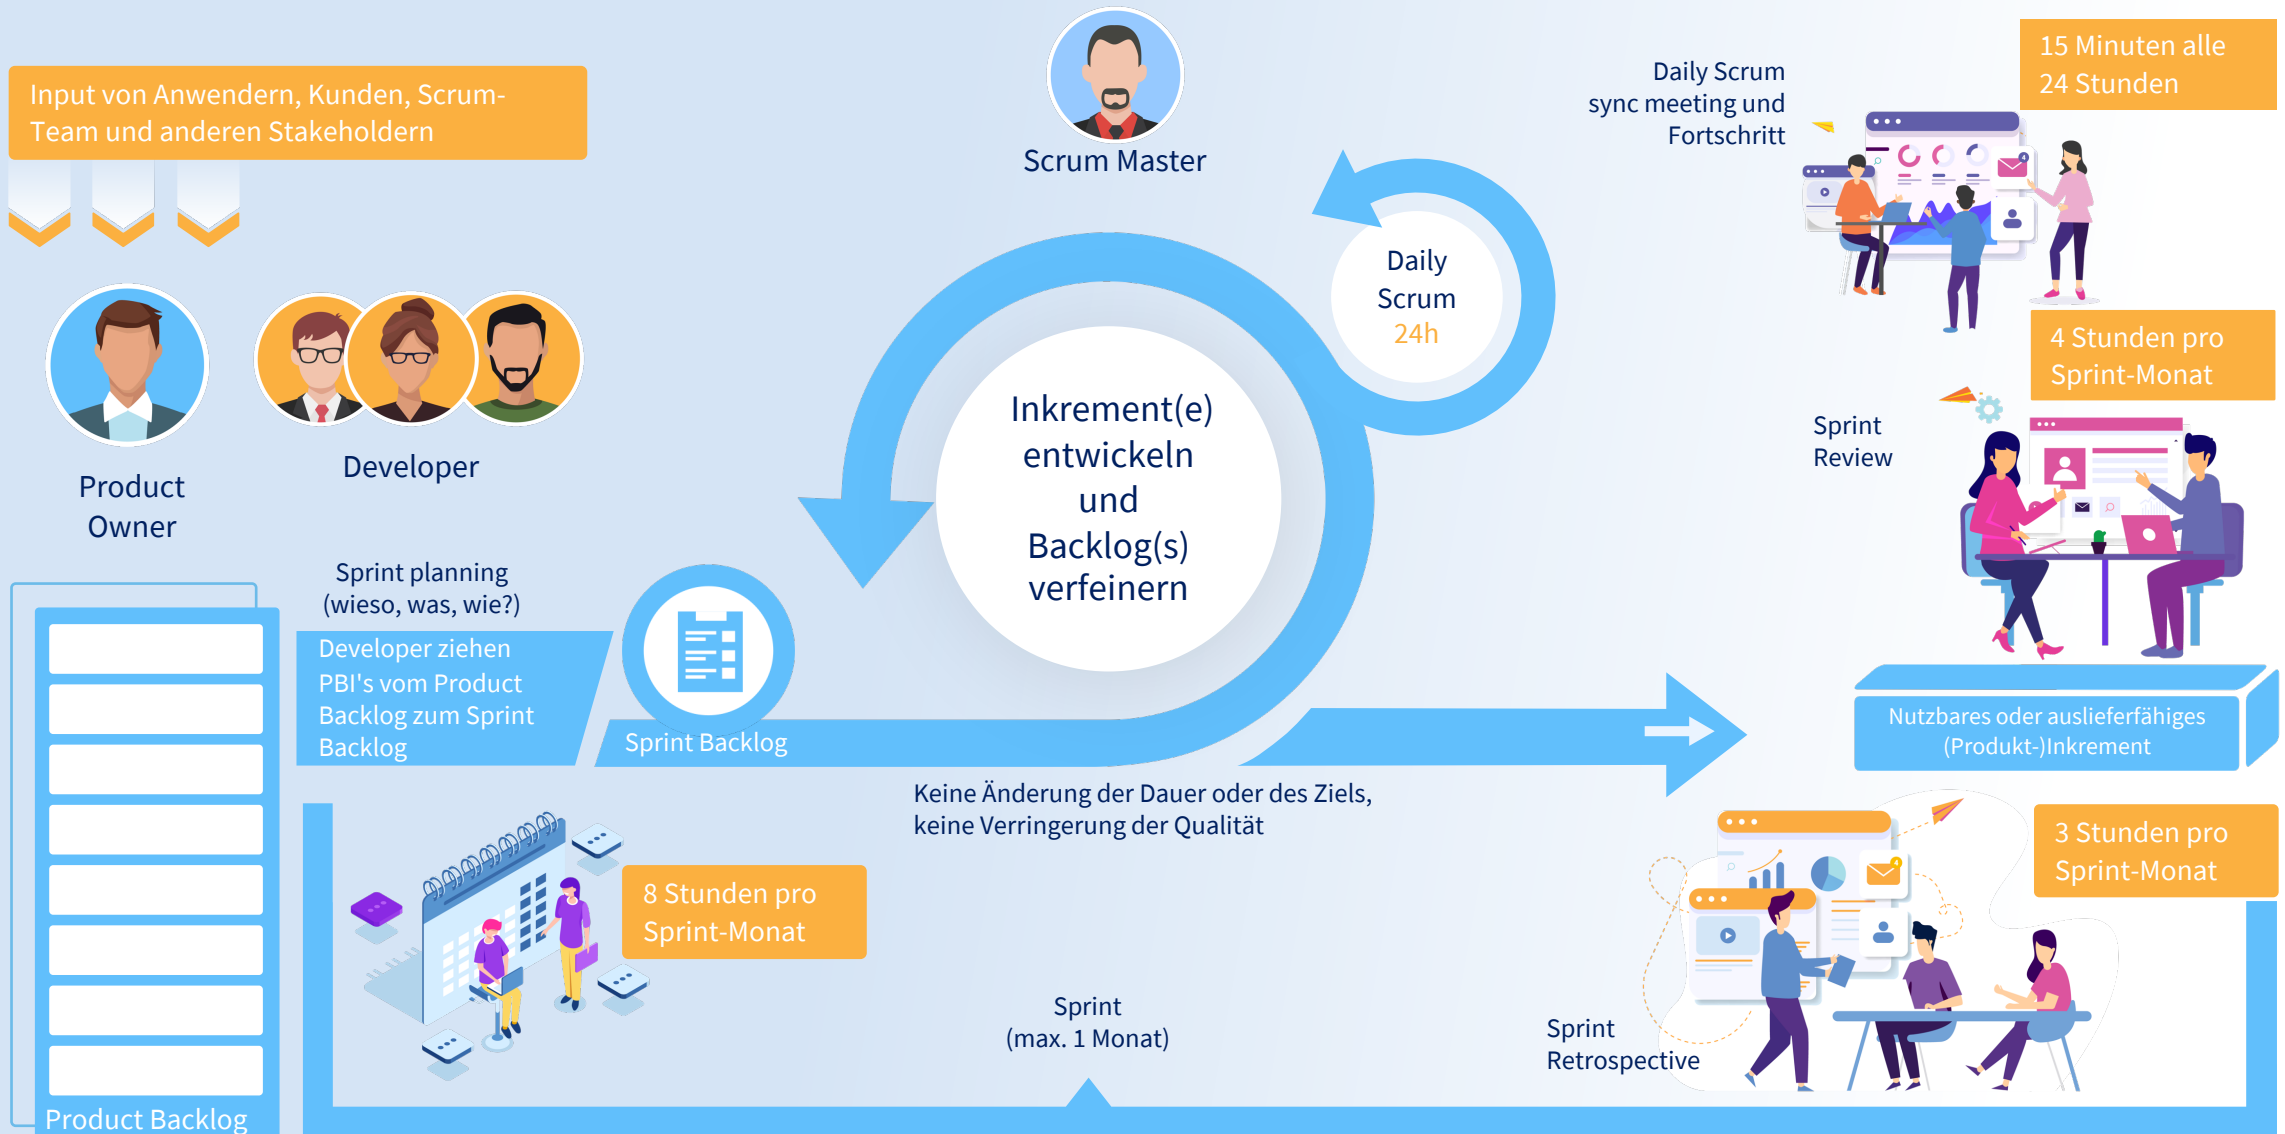 Input von Anwendern, Kunden, Scrum-
Team und anderen Stakeholdern
Product
Owner
Developer
Scrum Master
Daily
Scrum
24h
Daily Scrum
sync meeting und
Fortschritt
15 Minuten alle
24 Stunden
4 Stunden pro
Sprint-Monat
Sprint
Review
Inkrement(e)
entwickeln
und
Backlog(s)
verfeinern
Sprint planning
(wieso, was, wie?)
Developer ziehen
PBI's vom Product
Backlog zum Sprint
Backlog
Sprint Backlog
Nutzbares oder auslieferfähiges
(Produkt-)Inkrement
Keine Änderung der Dauer oder des Ziels,
keine Verringerung der Qualität
8 Stunden pro
Sprint-Monat
3 Stunden pro
Sprint-Monat
Sprint
(max. 1 Monat)
Sprint
Retrospective
Product Backlog